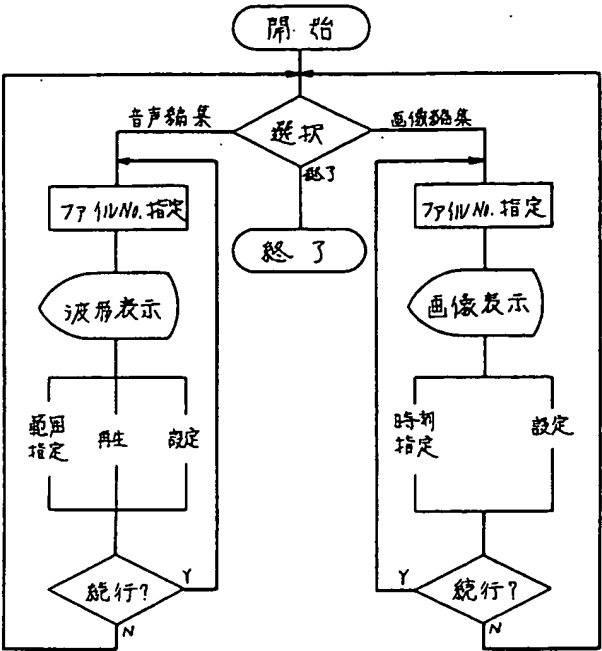 開始
音声編集
選択
画像編集
終了
ファイルNo.指定
ファイルNo.指定
終了
波形表示
画像表示
範囲
指定
再生
設定
時刻
指定
設定
続行?
Y
N
続行?
Y
N